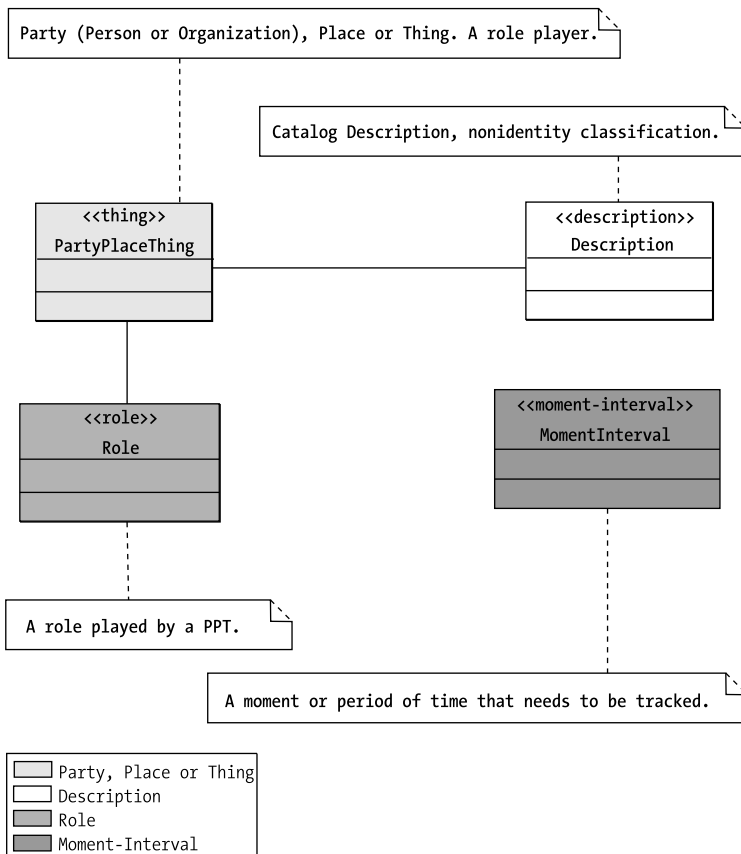 Party (Person or Organization), Place or Thing. A role player.
Catalog Description, nonidentity classification.
<<thing>>
PartyPlaceThing
<<description>>
Description
<<role>>
Role
<<moment-interval>>
MomentInterval
A role played by a PPT.
A moment or period of time that needs to be tracked.
Party, Place or Thing
Description
Role
Moment-Interval